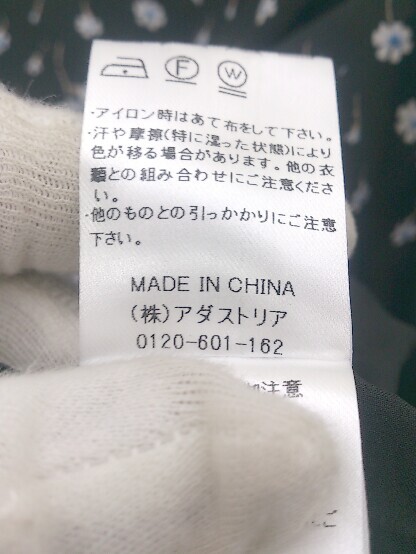 F W
・アイロン時はあて布をして下さい。
・汗や摩擦(特に湿った状態)により
色が移る場合があります。他の衣
類との組み合わせにご注意くださ
い。
・他のものとの引っかかりにご注意
下さい。
MADE IN CHINA
(株)アダストリア
0120-601-162
注意